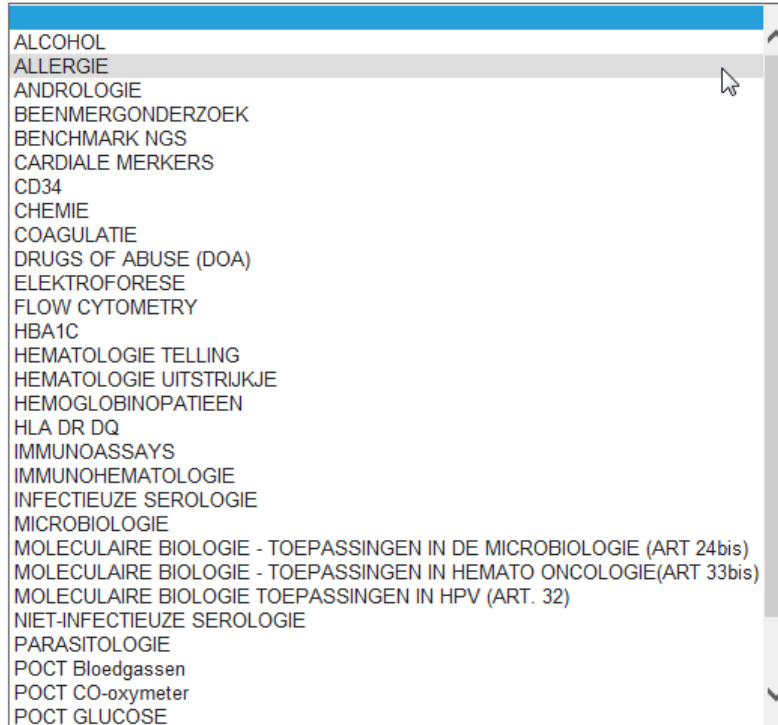 ALCOHOL
ALLERGIE
ANDROLOGIE
BEENMERGONDERZOEK
BENCHMARK NGS
CARDIALE MERKERS
CD34
CHEMIE
COAGULATIE
DRUGS OF ABUSE (DOA)
ELEKTROFORESE
FLOW CYTOMETRY
HBA1C
HEMATOLOGIE TELLING
HEMATOLOGIE UITSTRIJKJE
HEMOGLOBINOPATIEEN
HLA DR DQ
IMMUNOASSAYS
IMMUNOHEMATOLOGIE
INFECTIEUZE SEROLOGIE
MICROBIOLOGIE
MOLECULAIRE BIOLOGIE - TOEPASSINGEN IN DE MICROBIOLOGIE (ART 24bis)
MOLECULAIRE BIOLOGIE - TOEPASSINGEN IN HEMATO ONCOLOGIE(ART 33bis)
MOLECULAIRE BIOLOGIE TOEPASSINGEN IN HPV (ART. 32)
NIET-INFECTIEUZE SEROLOGIE
PARASITOLOGIE
POCT Bloedgassen
POCT CO-oxymeter
POCT GLUCOSE